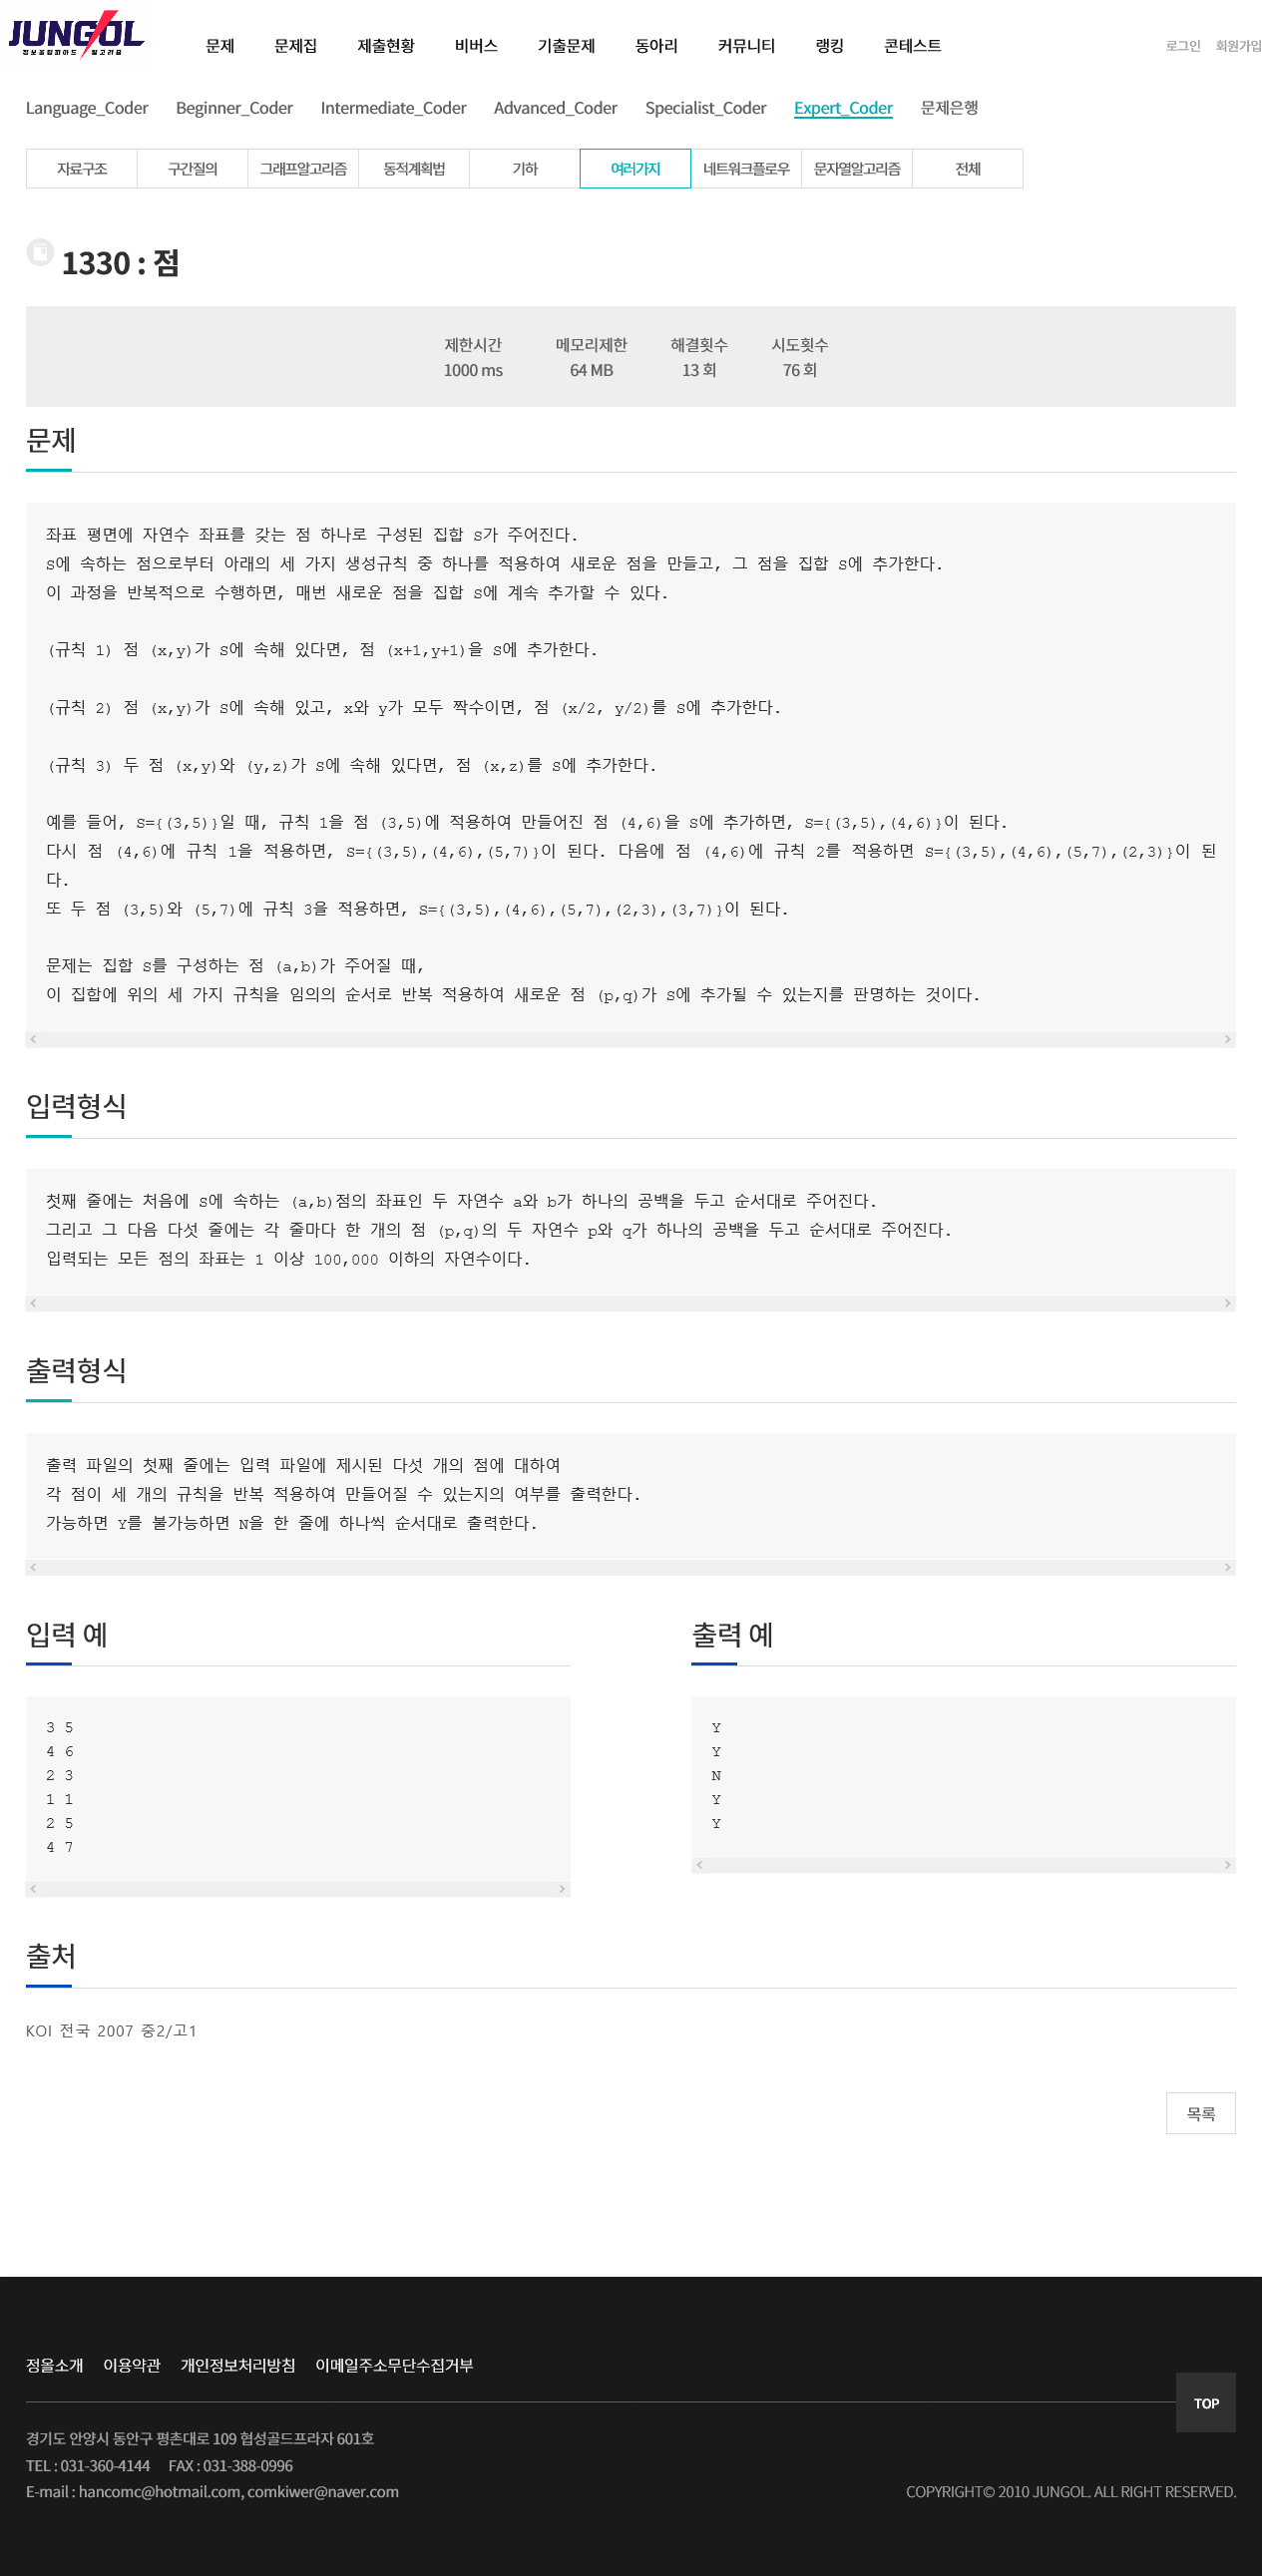 JUNGOL
정보올림피아드 알고리즘
문제 문제집 제출현황 비버스 기출문제 동아리 커뮤니티 랭킹 콘테스트 로그인 회원가입
Language_Coder Beginner_Coder Intermediate_Coder Advanced_Coder Specialist_Coder Expert_Coder 문제은행
자료구조 구간질의 그래프알고리즘 동적계획법 기하 여러가지 네트워크플로우 문자열알고리즘 전체
1330 : 점
제한시간 메모리제한 해결횟수 시도횟수
1000 ms 64 MB 13 회 76 회
문제
좌표 평면에 자연수 좌표를 갖는 점 하나로 구성된 집합 S가 주어진다.
S에 속하는 점으로부터 아래의 세 가지 생성규칙 중 하나를 적용하여 새로운 점을 만들고, 그 점을 집합 S에 추가한다.
이 과정을 반복적으로 수행하면, 매번 새로운 점을 집합 S에 계속 추가할 수 있다.
(규칙 1) 점 (x,y)가 S에 속해 있다면, 점 (x+1,y+1)을 S에 추가한다.
(규칙 2) 점 (x,y)가 S에 속해 있고, x와 y가 모두 짝수이면, 점 (x/2, y/2)를 S에 추가한다.
(규칙 3) 두 점 (x,y)와 (y,z)가 S에 속해 있다면, 점 (x,z)를 S에 추가한다.
예를 들어, S={(3,5)}일 때, 규칙 1을 점 (3,5)에 적용하여 만들어진 점 (4,6)을 S에 추가하면, S={(3,5),(4,6)}이 된다.
다시 점 (4,6)에 규칙 1을 적용하면, S={(3,5),(4,6),(5,7)}이 된다. 다음에 점 (4,6)에 규칙 2를 적용하면 S={(3,5),(4,6),(5,7),(2,3)}이 된
다.
또 두 점 (3,5)와 (5,7)에 규칙 3을 적용하면, S={(3,5),(4,6),(5,7),(2,3),(3,7)}이 된다.
문제는 집합 S를 구성하는 점 (a,b)가 주어질 때,
이 집합에 위의 세 가지 규칙을 임의의 순서로 반복 적용하여 새로운 점 (p,q)가 S에 추가될 수 있는지를 판명하는 것이다.
입력형식
첫째 줄에는 처음에 S에 속하는 (a,b)점의 좌표인 두 자연수 a와 b가 하나의 공백을 두고 순서대로 주어진다.
그리고 그 다음 다섯 줄에는 각 줄마다 한 개의 점 (p,q)의 두 자연수 p와 q가 하나의 공백을 두고 순서대로 주어진다.
입력되는 모든 점의 좌표는 1 이상 100,000 이하의 자연수이다.
출력형식
출력 파일의 첫째 줄에는 입력 파일에 제시된 다섯 개의 점에 대하여
각 점이 세 개의 규칙을 반복 적용하여 만들어질 수 있는지의 여부를 출력한다.
가능하면 Y를 불가능하면 N을 한 줄에 하나씩 순서대로 출력한다.
입력 예
3 5
4 6
2 3
1 1
2 5
4 7
출력 예
Y
Y
N
Y
Y
출처
KOI 전국 2007 중2/고1
목록
정올소개 이용약관 개인정보처리방침 이메일주소무단수집거부
TOP
경기도 안양시 동안구 평촌대로 109 협성골드프라자 601호
TEL : 031-360-4144 FAX : 031-388-0996
E-mail : hancomc@hotmail.com, comkiwer@naver.com
COPYRIGHT© 2010 JUNGOL. ALL RIGHT RESERVED.